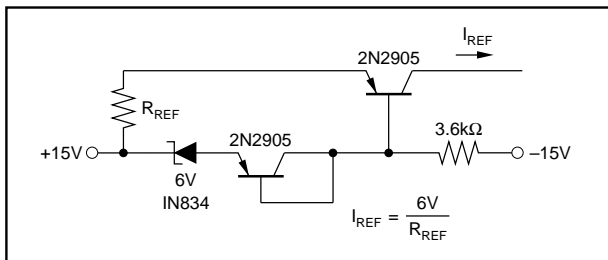 2N2905
I_REF
R_REF
2N2905
3.6kΩ
+15V
–15V
6V
IN834
I_REF = 6V / R_REF